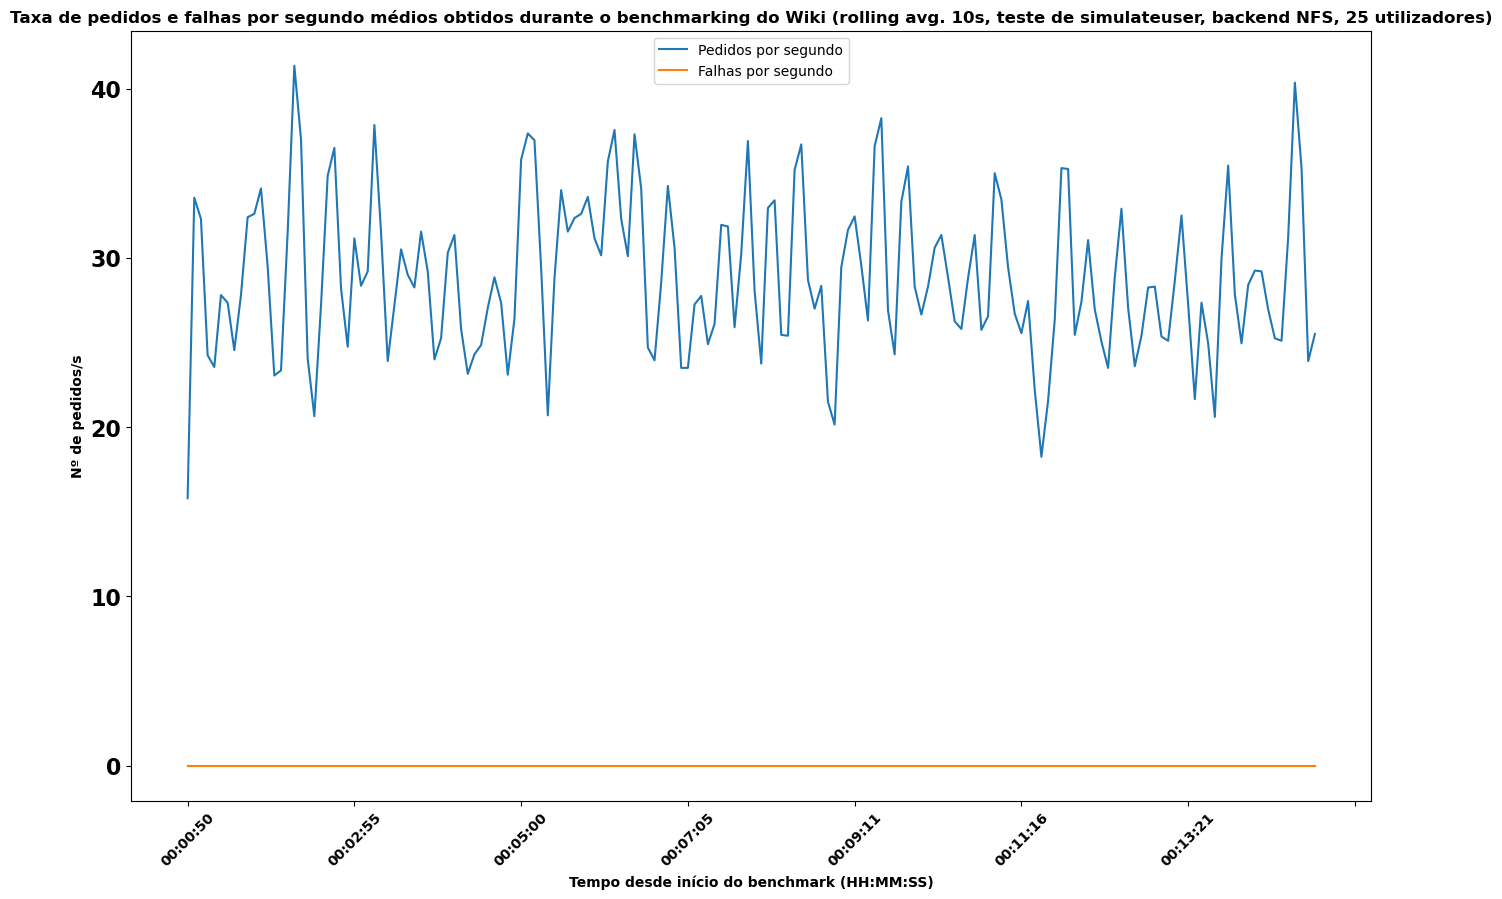 Taxa de pedidos e falhas por segundo médios obtidos durante o benchmarking do Wiki (rolling avg. 10s, teste de simulateuser, backend NFS, 25 utilizadores)
Pedidos por segundo
Falhas por segundo
40
30
20
10
0
Nº de pedidos/s
00:00:50
00:02:55
00:05:00
00:07:05
00:09:11
00:11:16
00:13:21
Tempo desde início do benchmark (HH:MM:SS)